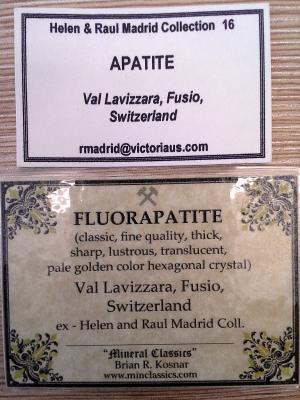 Helen & Raul Madrid Collection 16
APATITE
Val Lavizzara, Fusio,
Switzerland
rmadrid@victoriaus.com
FLUORAPATITE
(classic, fine quality, thick,
sharp, lustrous, translucent,
pale golden color hexagonal crystal)
Val Lavizzara, Fusio,
Switzerland
ex - Helen and Raul Madrid Coll.
"Mineral Classics"
Brian R. Kosnar
www.minclassics.com